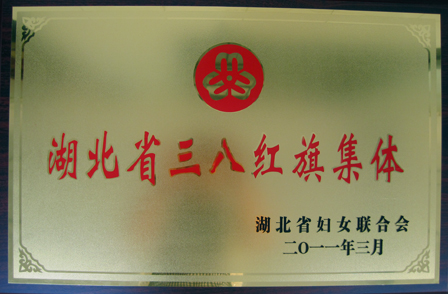 湖北省三八红旗集体
湖北省妇女联合会
二〇一一年三月